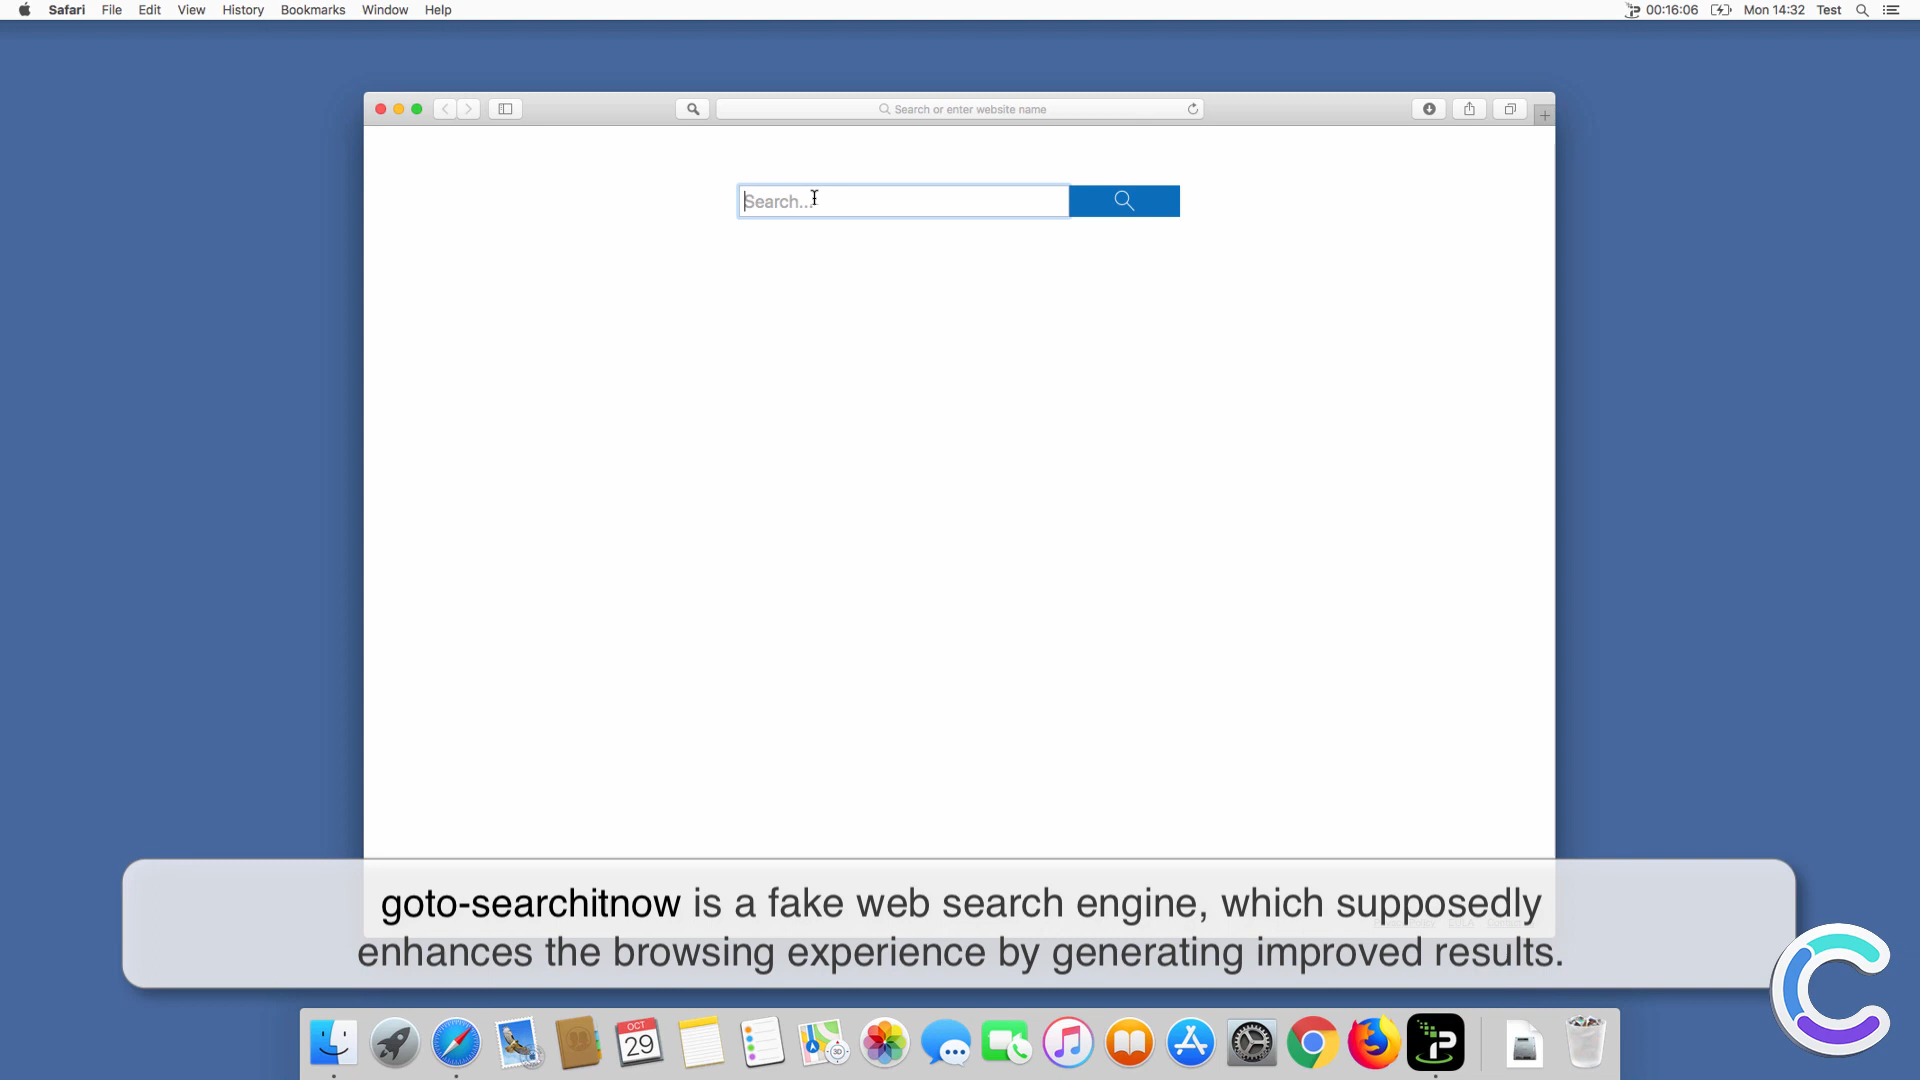 Safari File Edit View History Bookmarks Window Help
00:16:06 Mon 14:32 Test
Search or enter website name
Search...
goto-searchitnow is a fake web search engine, which supposedly
enhances the browsing experience by generating improved results.
OCT
29
3D